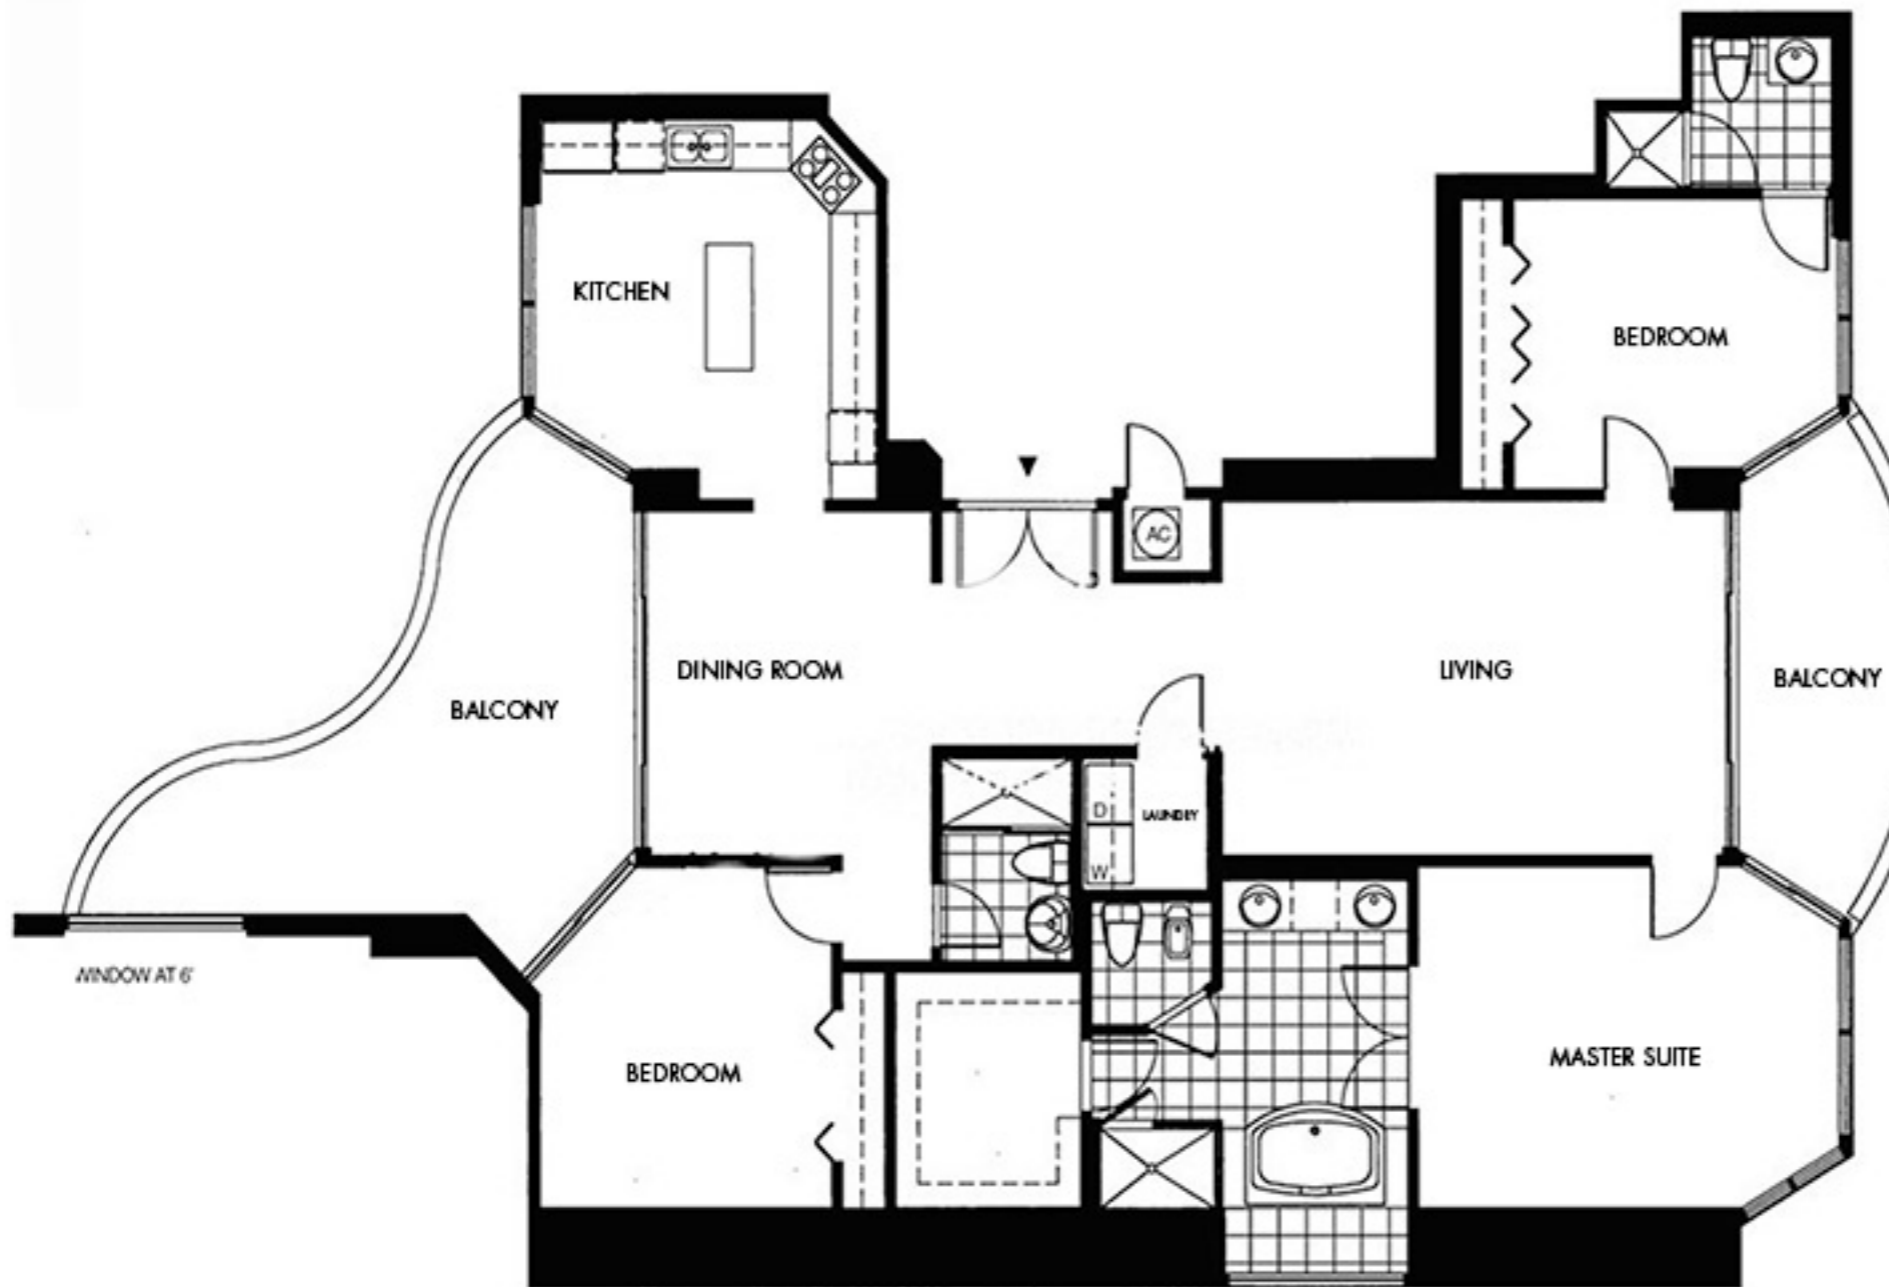 KITCHEN
BEDROOM
AC
DINING ROOM
LIVING
BALCONY
BALCONY
D
LAUNDRY
W
WINDOW AT 6'
BEDROOM
MASTER SUITE